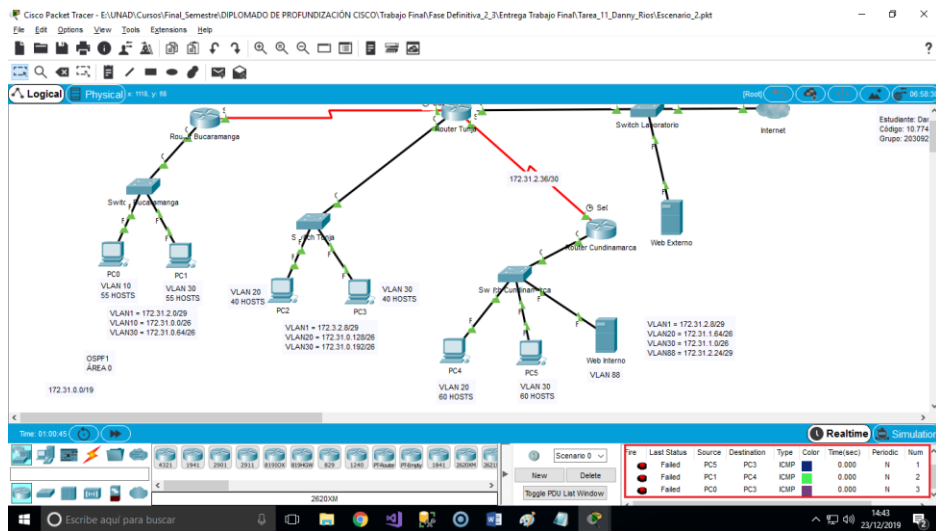 Cisco Packet Tracer - E:\UNAD\Cursos\Final_Semestre\DIPLOMADO DE PROFUNDIZACIÓN CISCO\Trabajo Final\Fase Definitiva_2_3\Entrega Trabajo Final\Tarea_11_Danny_Rios\Escenario_2.pkt
File Edit Options View Tools Extensions Help
Logical Physical x: 1118, y: 88 [Root] 06:58:30
Router Tunja
Switch Laboratorio
Internet
Estudiante: Dar
Código: 10.774
Grupo: 203092
Bucaramanga
172.31.2.36/30
Web Externo
Router Cundinamarca
PC0
VLAN 10
55 HOSTS
PC1
VLAN 30
55 HOSTS
VLAN1 = 172.31.2.0/29
VLAN10 = 172.31.0.0/26
VLAN30 = 172.31.0.64/26
VLAN 20
40 HOSTS
PC2
PC3
VLAN 30
40 HOSTS
VLAN1 = 172.3.2.8/29
VLAN20 = 172.31.0.128/26
VLAN30 = 172.31.0.192/26
PC4
VLAN 20
60 HOSTS
PC5
VLAN 30
60 HOSTS
Web Interno
VLAN 88
VLAN1 = 172.31.2.8/29
VLAN20 = 172.31.1.64/26
VLAN30 = 172.31.1.0/26
VLAN88 = 172.31.2.24/29
OSPF1
ÁREA 0
172.31.0.0/19
Time: 01:00:45
Realtime Simulation
4321 1941 2901 2911 819IOX 819HGW 829 1240 PT-Router PT-Empty 1841 2620XM
2620XM
Scenario 0
New Delete
Toggle PDU List Window
Fire Last Status Source Destination Type Color Time(sec) Periodic Num
Failed PC5 PC3 ICMP 0.000 N 1
Failed PC1 PC4 ICMP 0.000 N 2
Failed PC0 PC3 ICMP 0.000 N 3
Escribe aquí para buscar
14:43
23/12/2019